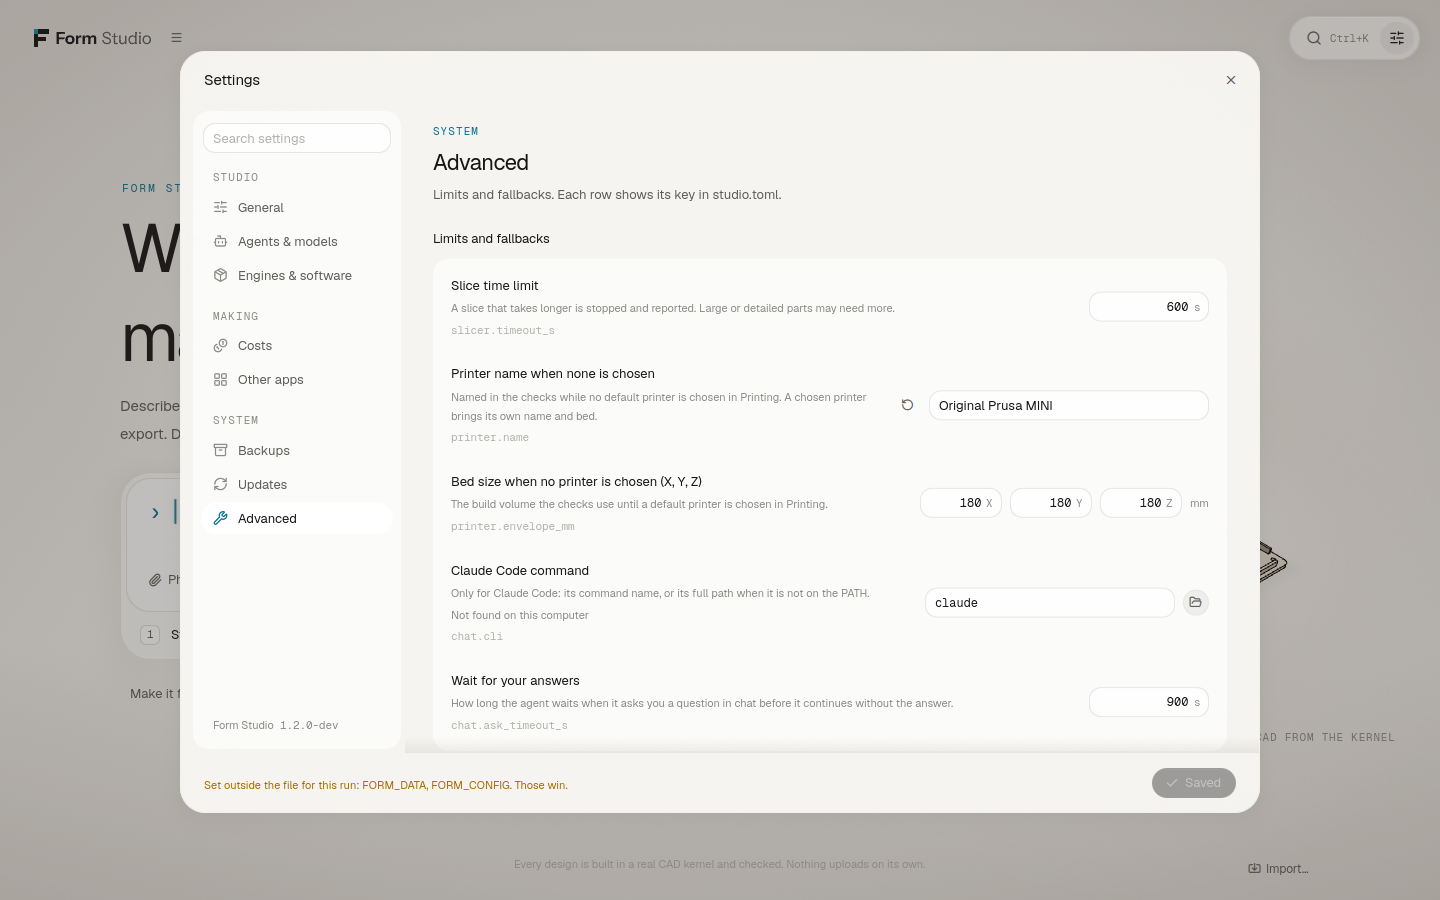 Form Studio
Ctrl+K
Settings
Search settings
STUDIO
General
Agents & models
Engines & software
MAKING
Costs
Other apps
SYSTEM
Backups
Updates
Advanced
Form Studio 1.2.0-dev
SYSTEM
Advanced
Limits and fallbacks. Each row shows its key in studio.toml.
Limits and fallbacks
Slice time limit
A slice that takes longer is stopped and reported. Large or detailed parts may need more.
slicer.timeout_s
600 s
Printer name when none is chosen
Named in the checks while no default printer is chosen in Printing. A chosen printer
brings its own name and bed.
printer.name
Original Prusa MINI
Bed size when no printer is chosen (X, Y, Z)
The build volume the checks use until a default printer is chosen in Printing.
printer.envelope_mm
180 X 180 Y 180 Z mm
Claude Code command
Only for Claude Code: its command name, or its full path when it is not on the PATH.
Not found on this computer
chat.cli
claude
Wait for your answers
How long the agent waits when it asks you a question in chat before it continues without the answer.
chat.ask_timeout_s
900 s
Set outside the file for this run: FORM_DATA, FORM_CONFIG. Those win.
Saved
FORM ST
W
ma
Describe
export. D
Ph
1 S
Make it f
CAD FROM THE KERNEL
Every design is built in a real CAD kernel and checked. Nothing uploads on its own.
Import...